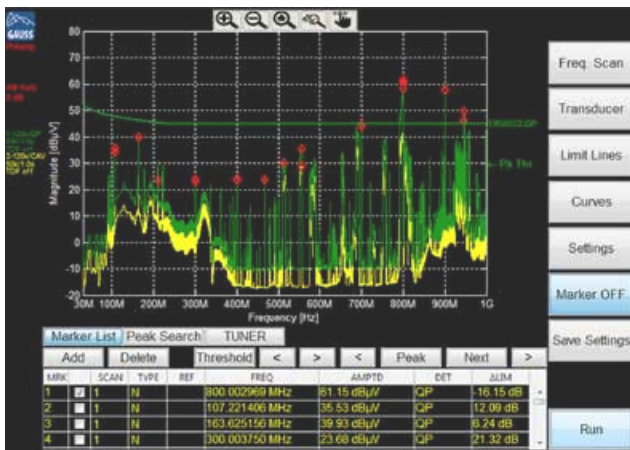 GAUSS
Preamp
80
70
60
50
40
30
20
10
0
-10
-20
Magnitude [dBµV]
30M 100M 200M 300M 400M 500M 600M 700M 800M 900M 1G
Frequency [Hz]
Freq. Scan
Transducer
Limit Lines
Curves
Settings
Marker OFF
Save Settings
Run
Marker List Peak Search TUNER
Add Delete Threshold < > < Peak Next >
MRK SCAN TYPE REF FREQ AMPTD DET ΔLIM
1 1 N 800.002969 MHz 61.15 dBµV QP -16.15 dB
2 1 N 107.221406 MHz 35.53 dBµV QP 12.09 dB
3 1 N 163.625156 MHz 39.93 dBµV QP 6.24 dB
4 1 N 300.003750 MHz 23.68 dBµV QP 21.32 dB